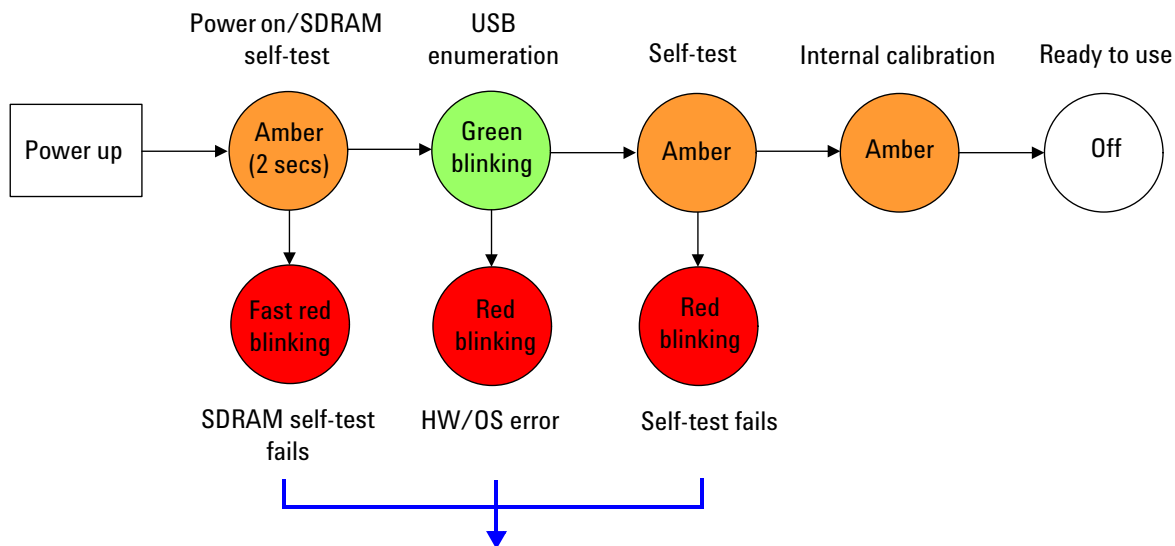 Power on/SDRAM
self-test
USB
enumeration
Self-test
Internal calibration
Ready to use
Power up
Amber
(2 secs)
Green
blinking
Amber
Amber
Off
Fast red
blinking
Red
blinking
Red
blinking
SDRAM self-test
fails
HW/OS error
Self-test fails